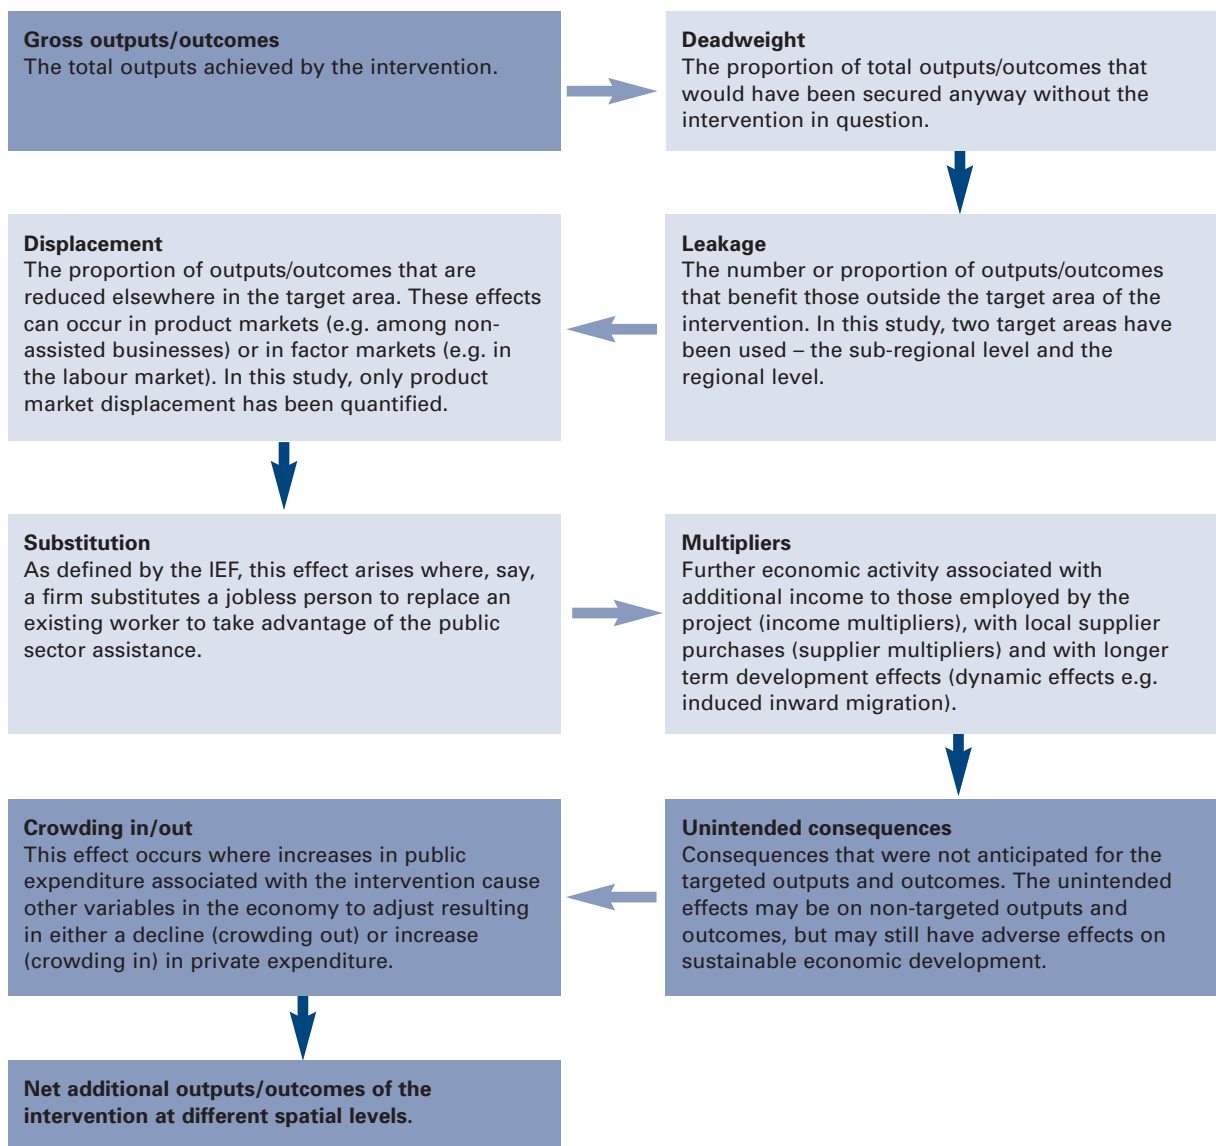 Gross outputs/outcomes
The total outputs achieved by the intervention.
Deadweight
The proportion of total outputs/outcomes that
would have been secured anyway without the
intervention in question.
Leakage
The number or proportion of outputs/outcomes
that benefit those outside the target area of the
intervention. In this study, two target areas have
been used – the sub-regional level and the
regional level.
Displacement
The proportion of outputs/outcomes that are
reduced elsewhere in the target area. These effects
can occur in product markets (e.g. among non-
assisted businesses) or in factor markets (e.g. in
the labour market). In this study, only product
market displacement has been quantified.
Substitution
As defined by the IEF, this effect arises where, say,
a firm substitutes a jobless person to replace an
existing worker to take advantage of the public
sector assistance.
Multipliers
Further economic activity associated with
additional income to those employed by the
project (income multipliers), with local supplier
purchases (supplier multipliers) and with longer
term development effects (dynamic effects e.g.
induced inward migration).
Unintended consequences
Consequences that were not anticipated for the
targeted outputs and outcomes. The unintended
effects may be on non-targeted outputs and
outcomes, but may still have adverse effects on
sustainable economic development.
Crowding in/out
This effect occurs where increases in public
expenditure associated with the intervention cause
other variables in the economy to adjust resulting
in either a decline (crowding out) or increase
(crowding in) in private expenditure.
Net additional outputs/outcomes of the
intervention at different spatial levels.